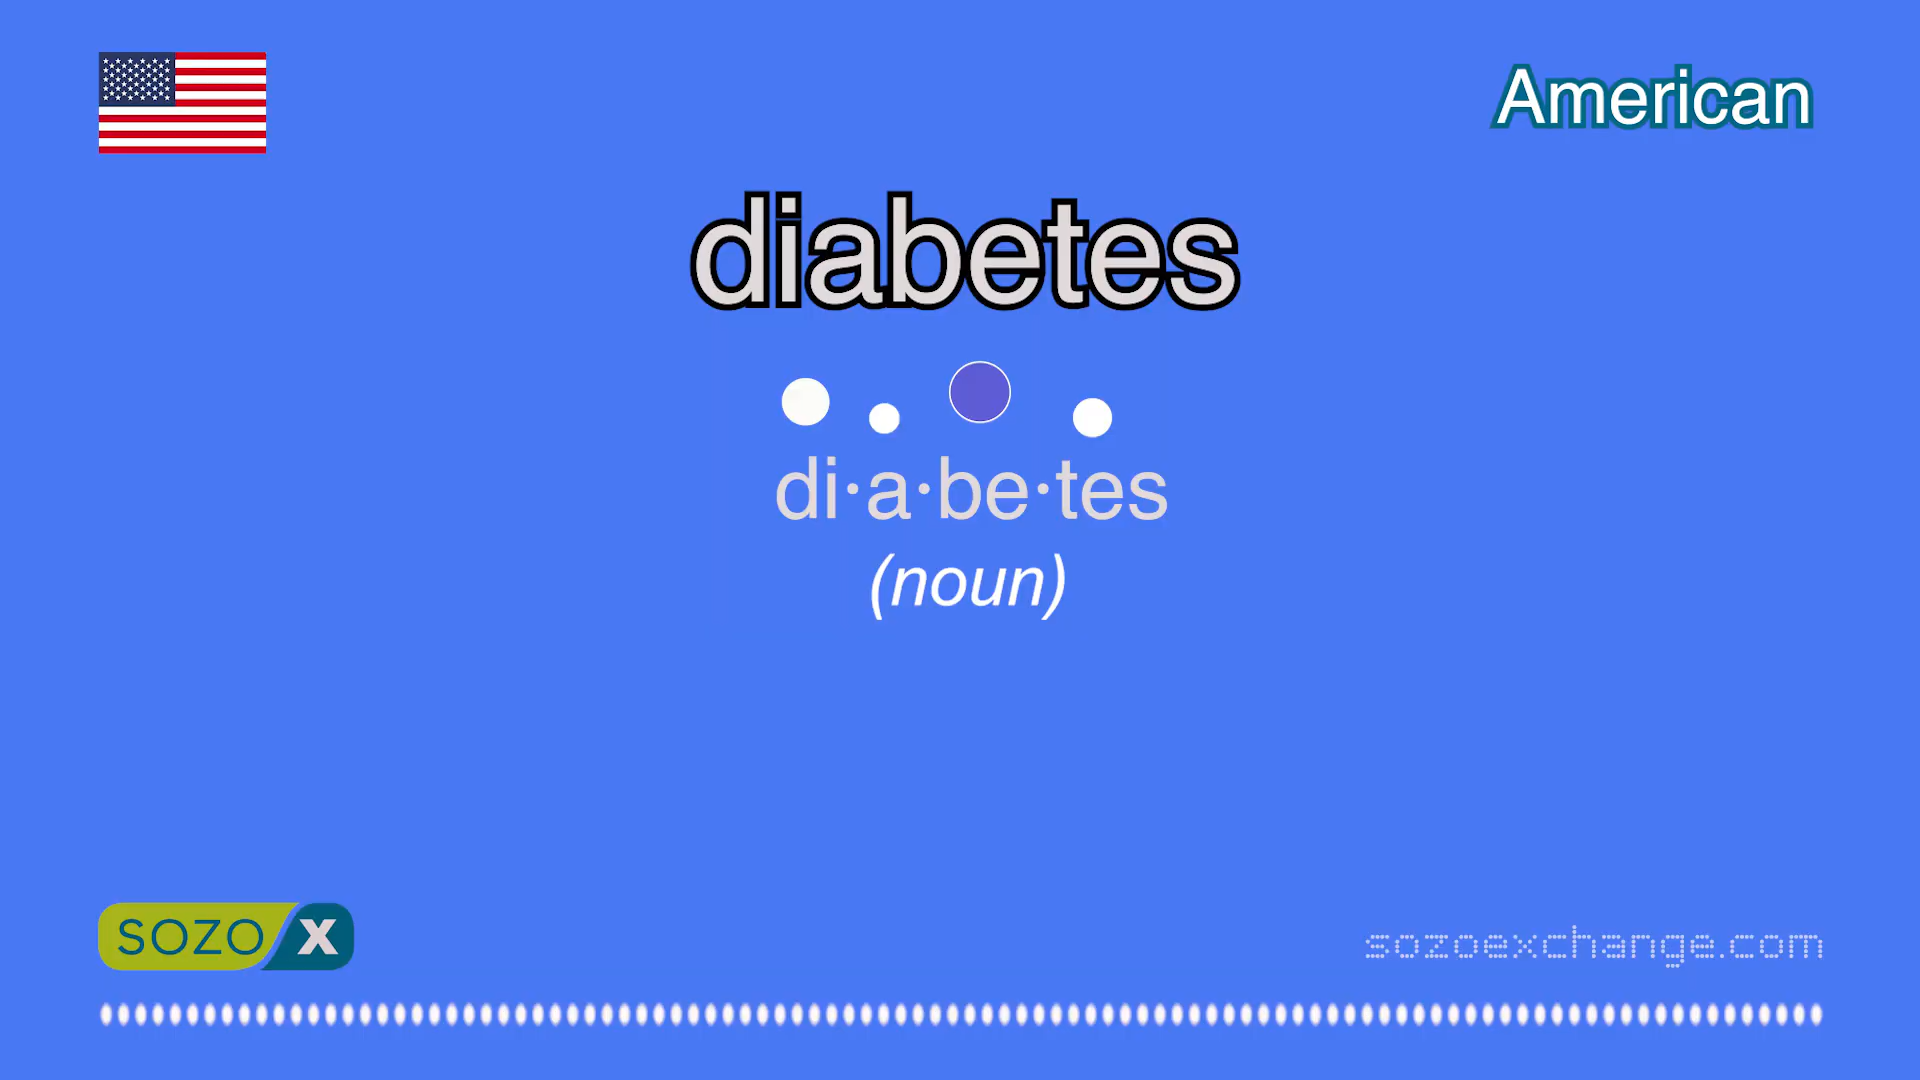 American
diabetes
di·a·be·tes
(noun)
SOZO X
sozoexchange.com